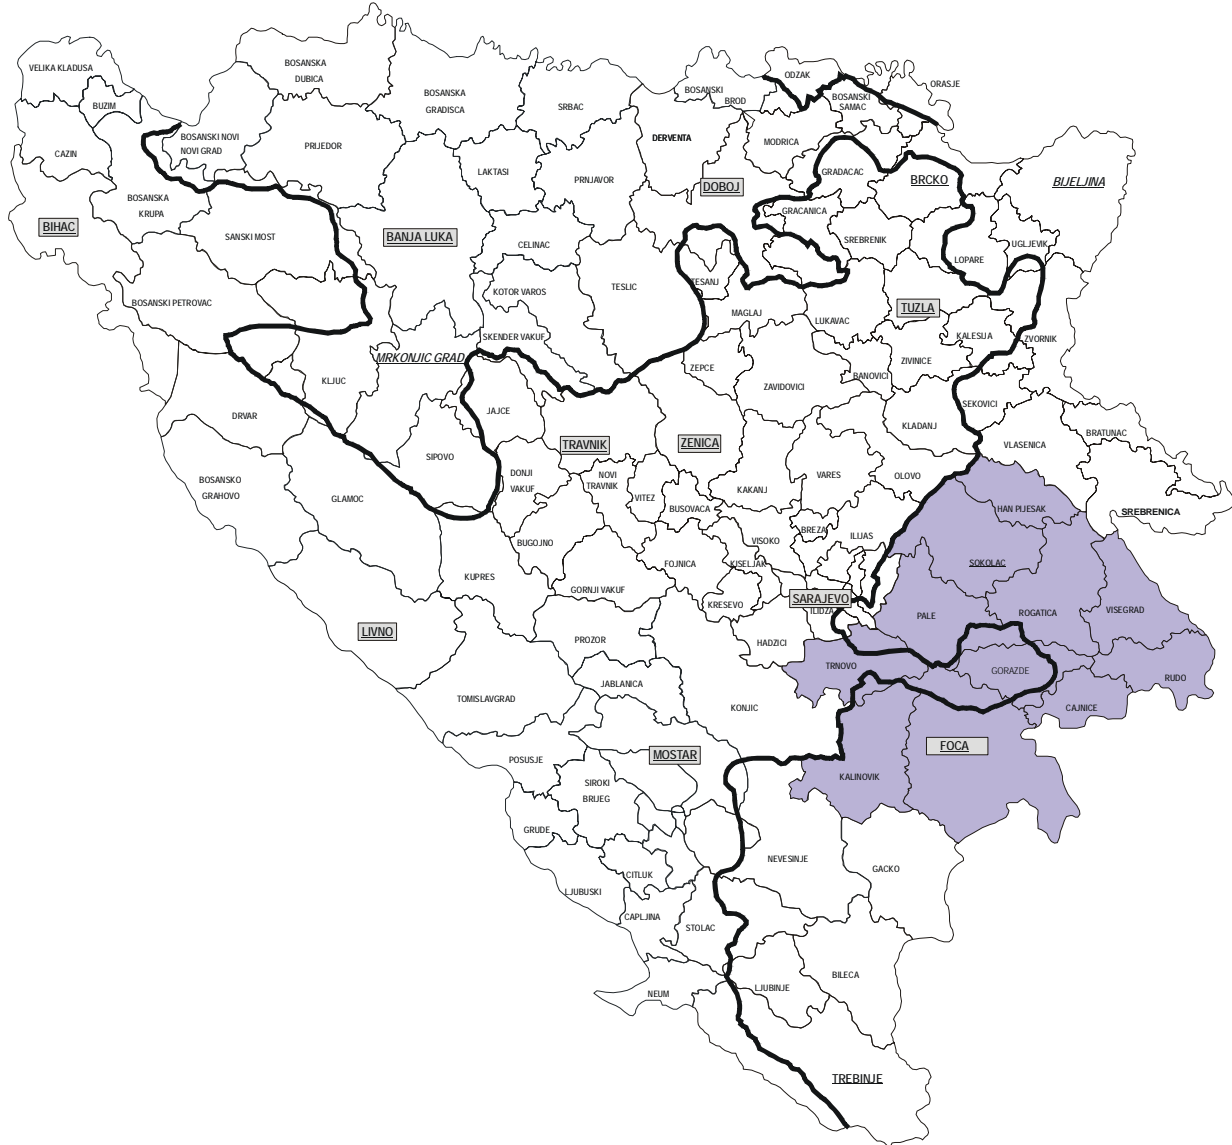 VELIKA KLADUSA
BUZIM
CAZIN
BIHAC
BOSANSKA
KRUPA
BOSANSKI NOVI
NOVI GRAD
BOSANSKA
DUBICA
PRIJEDOR
SANSKI MOST
BOSANSKI PETROVAC
BOSANSKA
GRADISCA
LAKTASI
BANJA LUKA
CELINAC
KOTOR VAROS
SKENDER VAKUF
MRKONJIC GRAD
KLJUC
DRVAR
BOSANSKO
GRAHOVO
GLAMOC
SIPOVO
JAJCE
SRBAC
PRNJAVOR
TESLIC
BOSANSKI
BROD
DERVENTA
ODZAK
BOSANSKI
SAMAC
ORASJE
MODRICA
DOBOJ
GRADACAC
BRCKO
BIJELJINA
GRACANICA
SREBRENIK
LOPARE
UGLJEVIK
TESANJ
MAGLAJ
LUKAVAC
TUZLA
KALESIJA
ZVORNIK
ZEPCE
ZAVIDOVICI
BANOVICI
ZIVINICE
SEKOVICI
KLADANJ
VLASENICA
BRATUNAC
SREBRENICA
TRAVNIK
ZENICA
DONJI
VAKUF
NOVI
TRAVNIK
VITEZ
BUSOVACA
KAKANJ
VARES
OLOVO
HAN PIJESAK
SOKOLAC
BREZA
ILIJAS
VISOKO
BUGOJNO
FOJNICA
KISELJAK
KRESEVO
KUPRES
GORNJI VAKUF
SARAJEVO
ILIDZA
HADZICI
PALE
ROGATICA
VISEGRAD
LIVNO
PROZOR
JABLANICA
TOMISLAVGRAD
KONJIC
TRNOVO
GORAZDE
RUDO
CAJNICE
FOCA
KALINOVIK
MOSTAR
POSUSJE
SIROKI
BRIJEG
GRUDE
LJUBUSKI
CITLUK
CAPLJINA
STOLAC
NEVESINJE
GACKO
BILECA
LJUBINJE
NEUM
TREBINJE